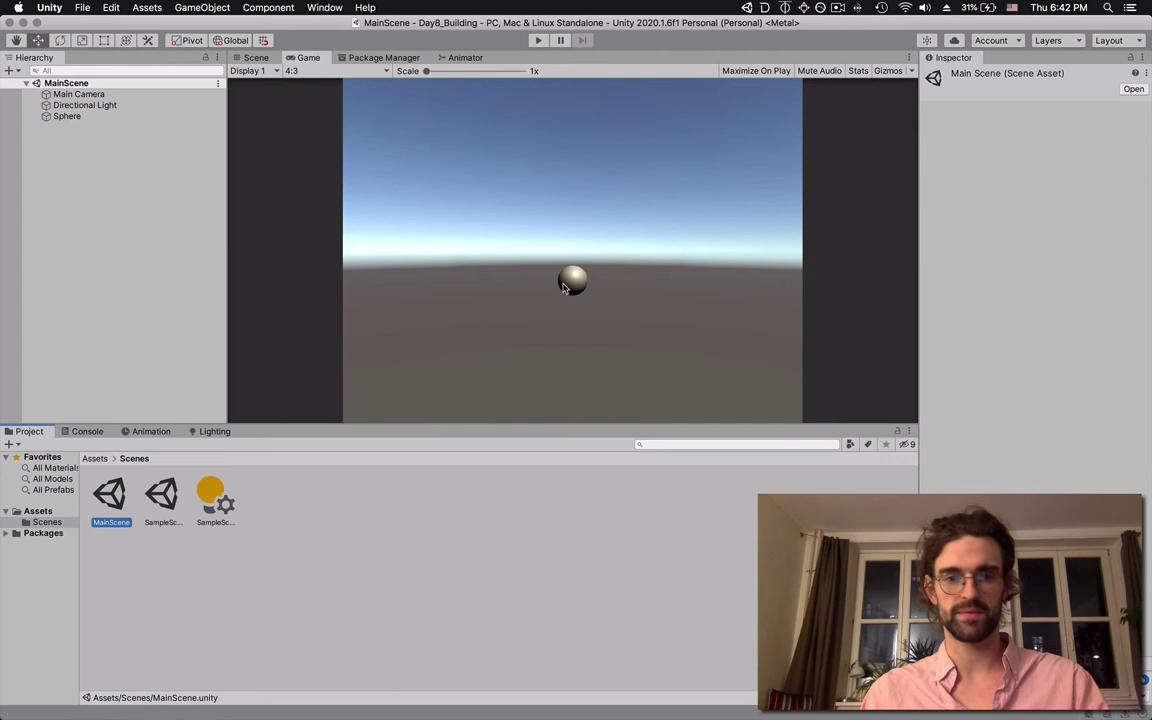 Unity File Edit Assets GameObject Component Window Help 31% Thu 6:42 PM
MainScene - Day8_Building - PC, Mac & Linux Standalone - Unity 2020.1.6f1 Personal (Personal) <Metal>
Pivot Global Account Layers Layout
Hierarchy Scene Game Package Manager Animator Inspector
All Display 1 4:3 Scale 1x Maximize On Play Mute Audio Stats Gizmos
Main Scene (Scene Asset)
Open
MainScene
Main Camera
Directional Light
Sphere
Project Console Animation Lighting
9
Favorites
All Materials
All Models
All Prefabs
Assets
Scenes
Packages
Assets > Scenes
MainScene SampleSc... SampleSc...
Assets/Scenes/MainScene.unity